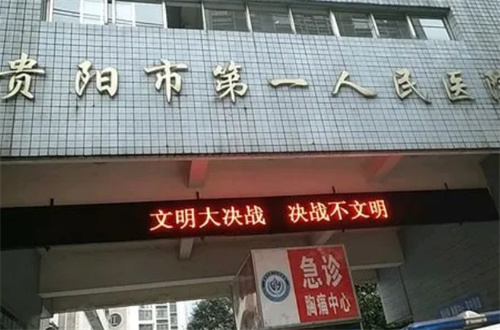 贵阳市第一人民医院
文明大决战 决战不文明
急诊
胸痛中心